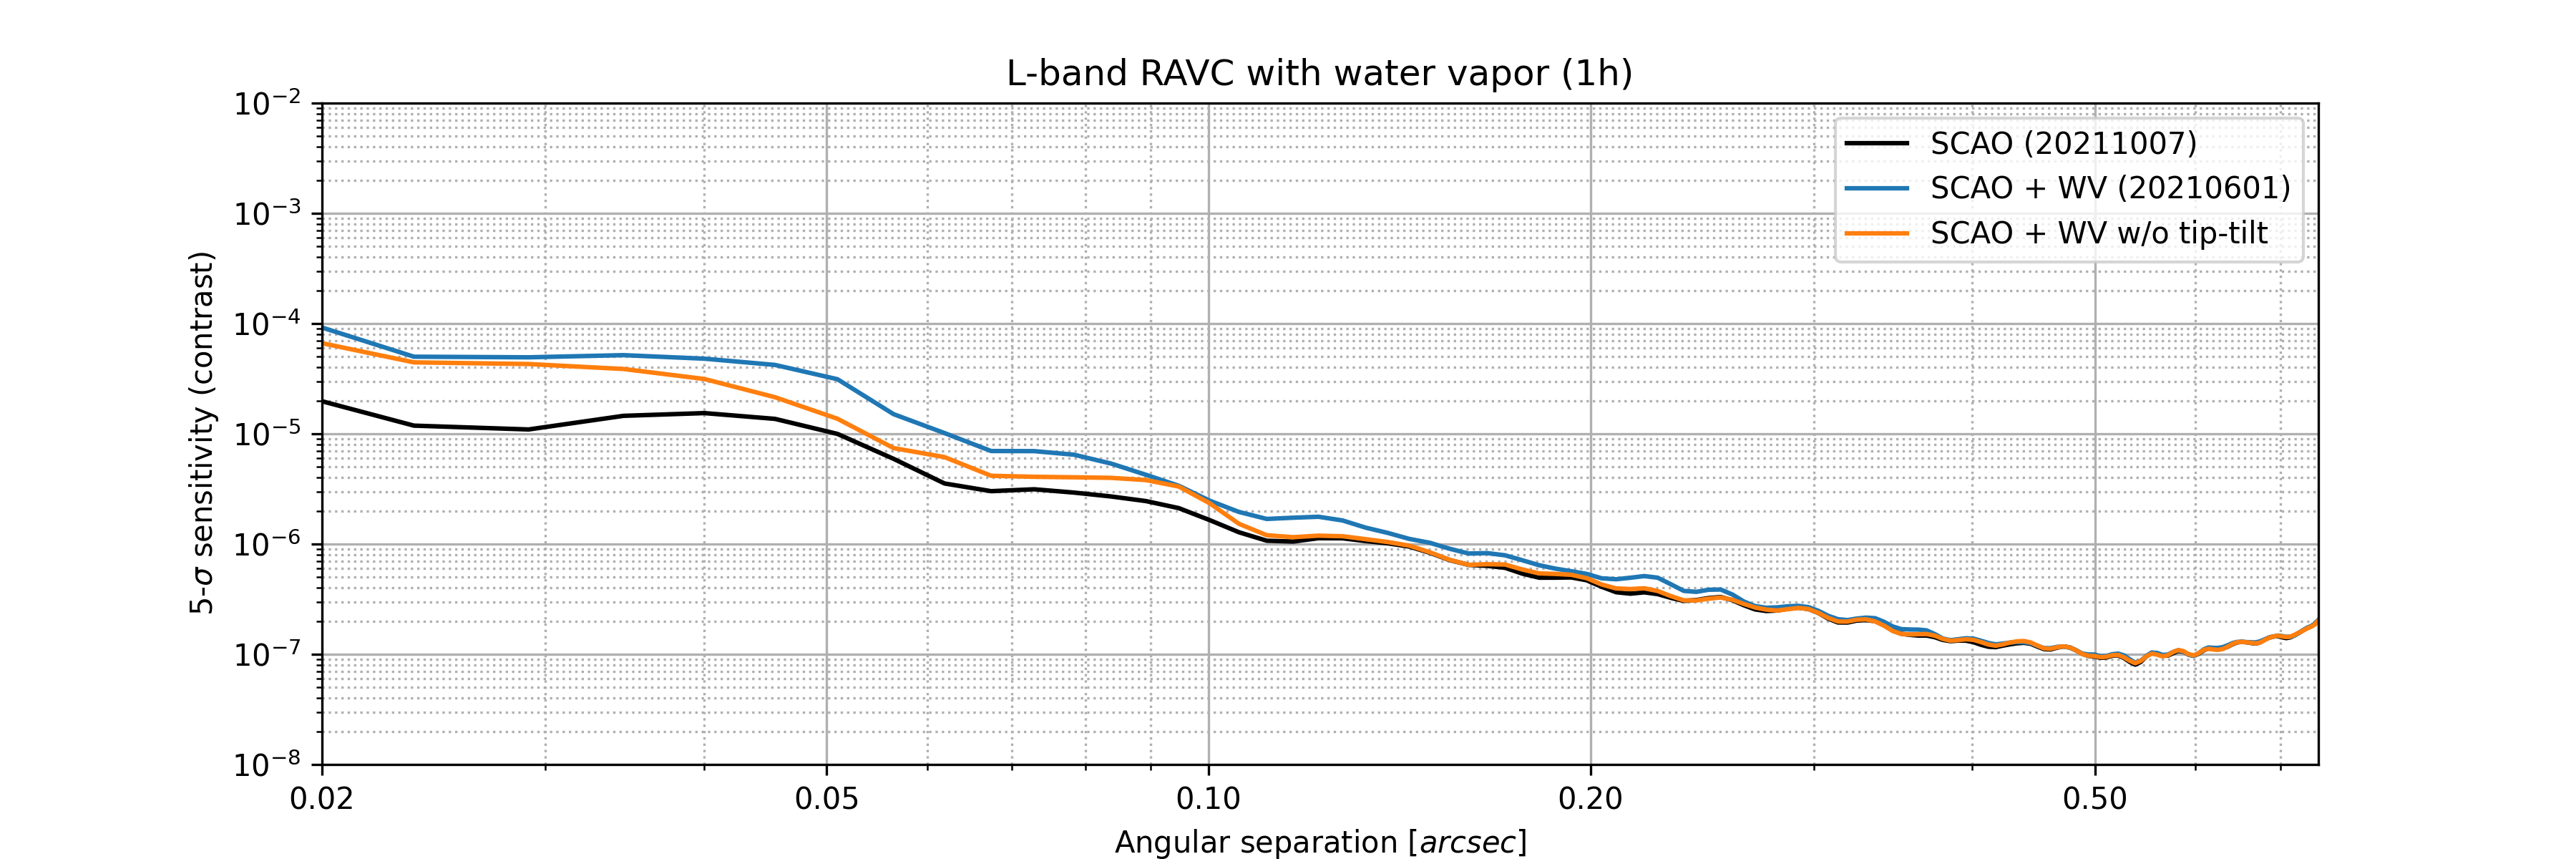 L-band RAVC with water vapor (1h)
10⁻²
10⁻³
10⁻⁴
10⁻⁵
10⁻⁶
10⁻⁷
10⁻⁸
5-σ sensitivity (contrast)
SCAO (20211007)
SCAO + WV (20210601)
SCAO + WV w/o tip-tilt
0.02 0.05 0.10 0.20 0.50
Angular separation [arcsec]